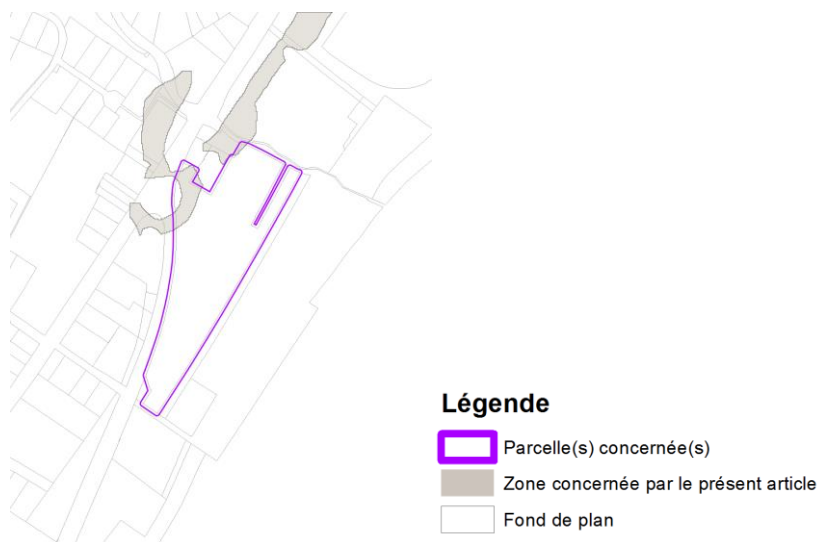 Légende
Parcelle(s) concernée(s)
Zone concernée par le présent article
Fond de plan